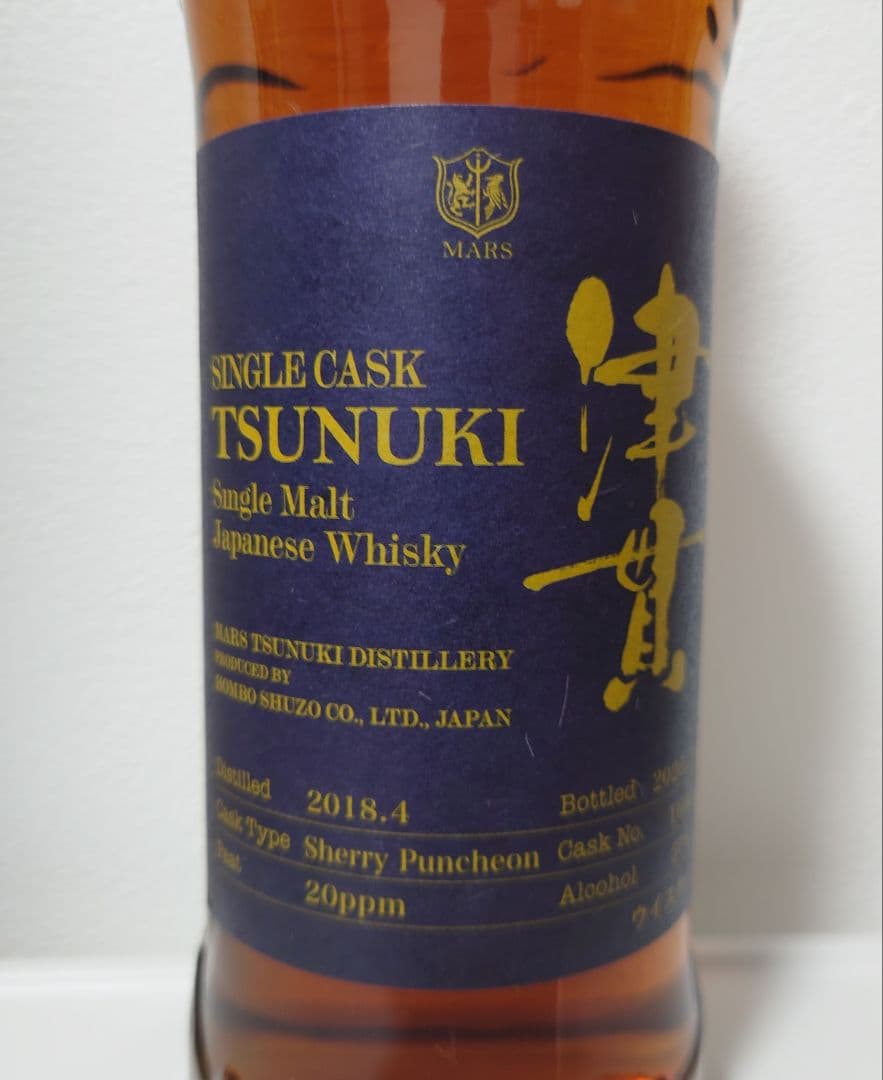 MARS
津貫
SINGLE CASK
TSUNUKI
Single Malt
Japanese Whisky
MARS TSUNUKI DISTILLERY
PRODUCED BY
HOMBO SHUZO CO., LTD., JAPAN
Distilled 2018.4 Bottled
Cask Type Sherry Puncheon Cask No.
Peat 20ppm Alcohol